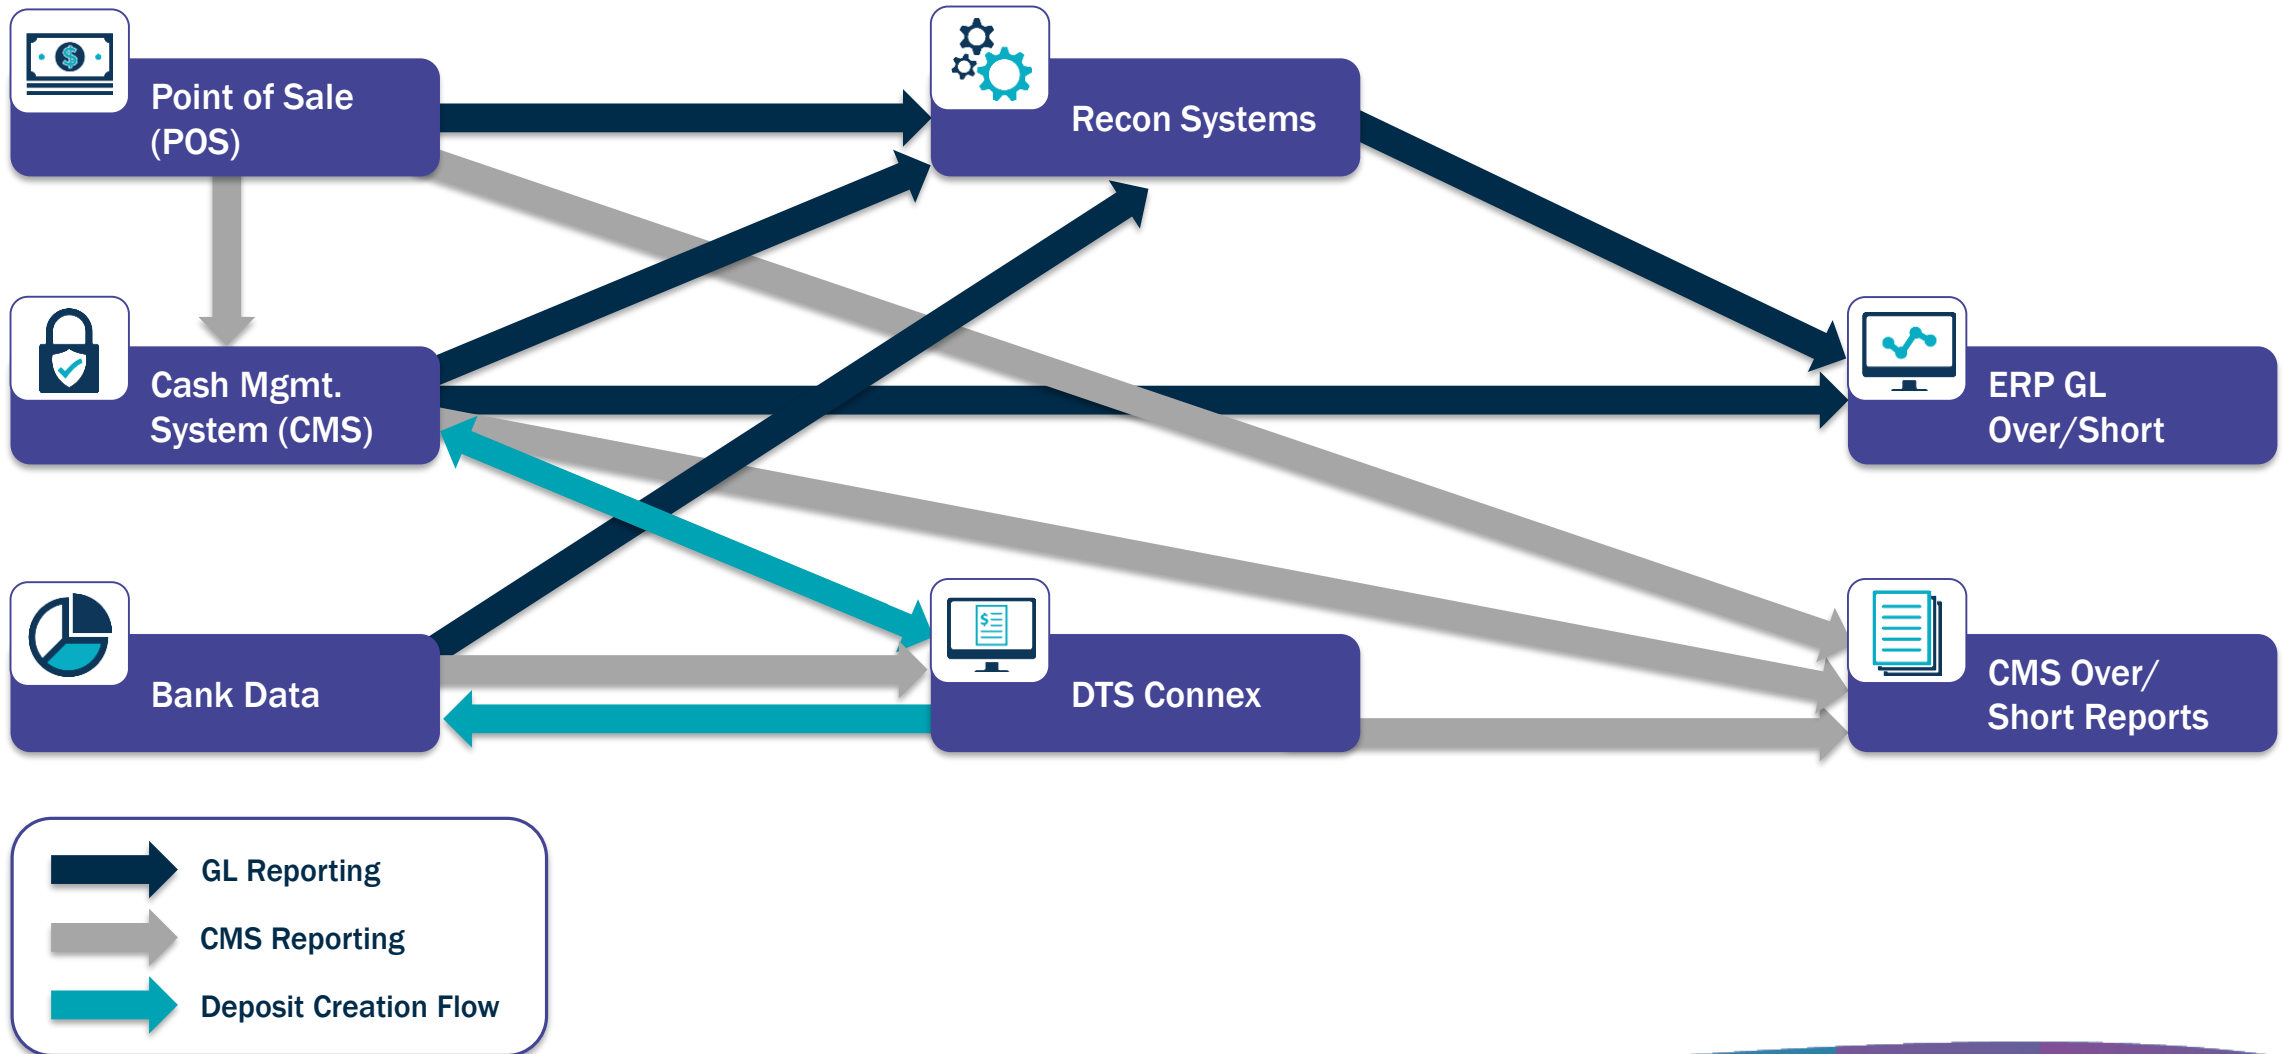 Point of Sale
(POS)
Recon Systems
Cash Mgmt.
System (CMS)
ERP GL
Over/Short
Bank Data
$
DTS Connex
CMS Over/
Short Reports
GL Reporting
CMS Reporting
Deposit Creation Flow